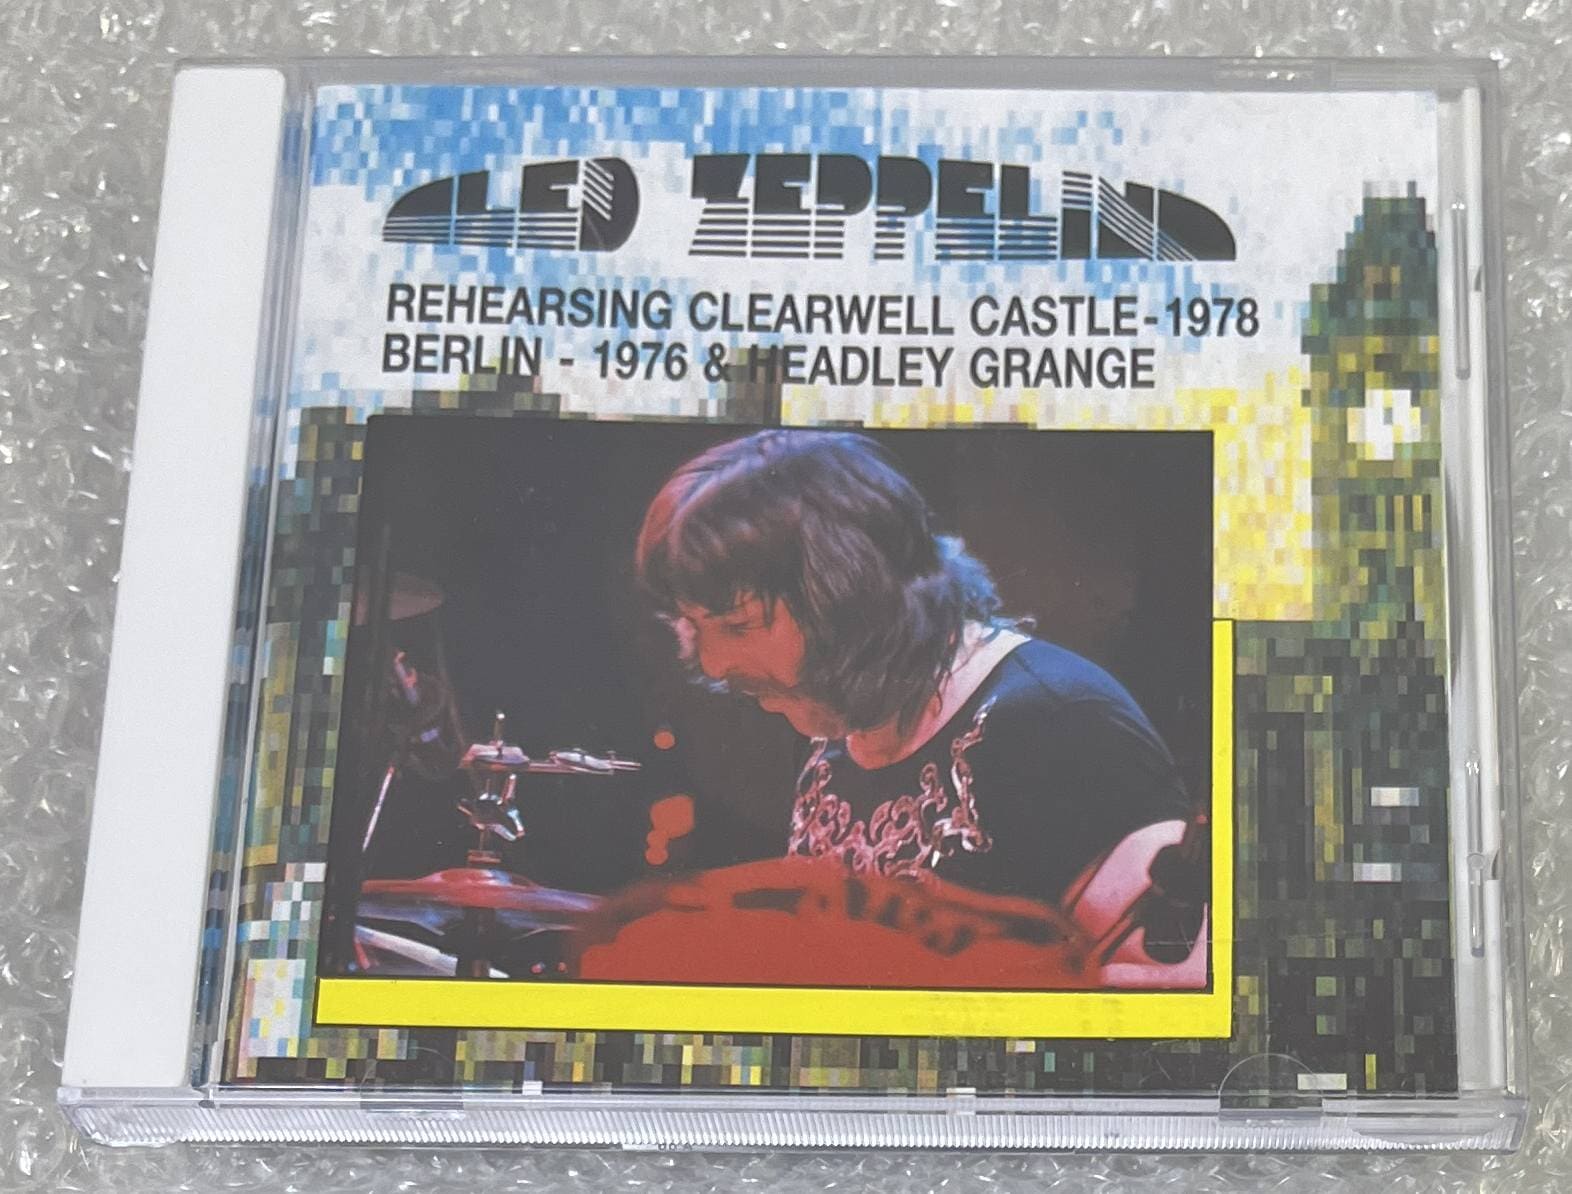 LED ZEPPELIN
REHEARSING CLEARWELL CASTLE-1978
BERLIN - 1976 & HEADLEY GRANGE